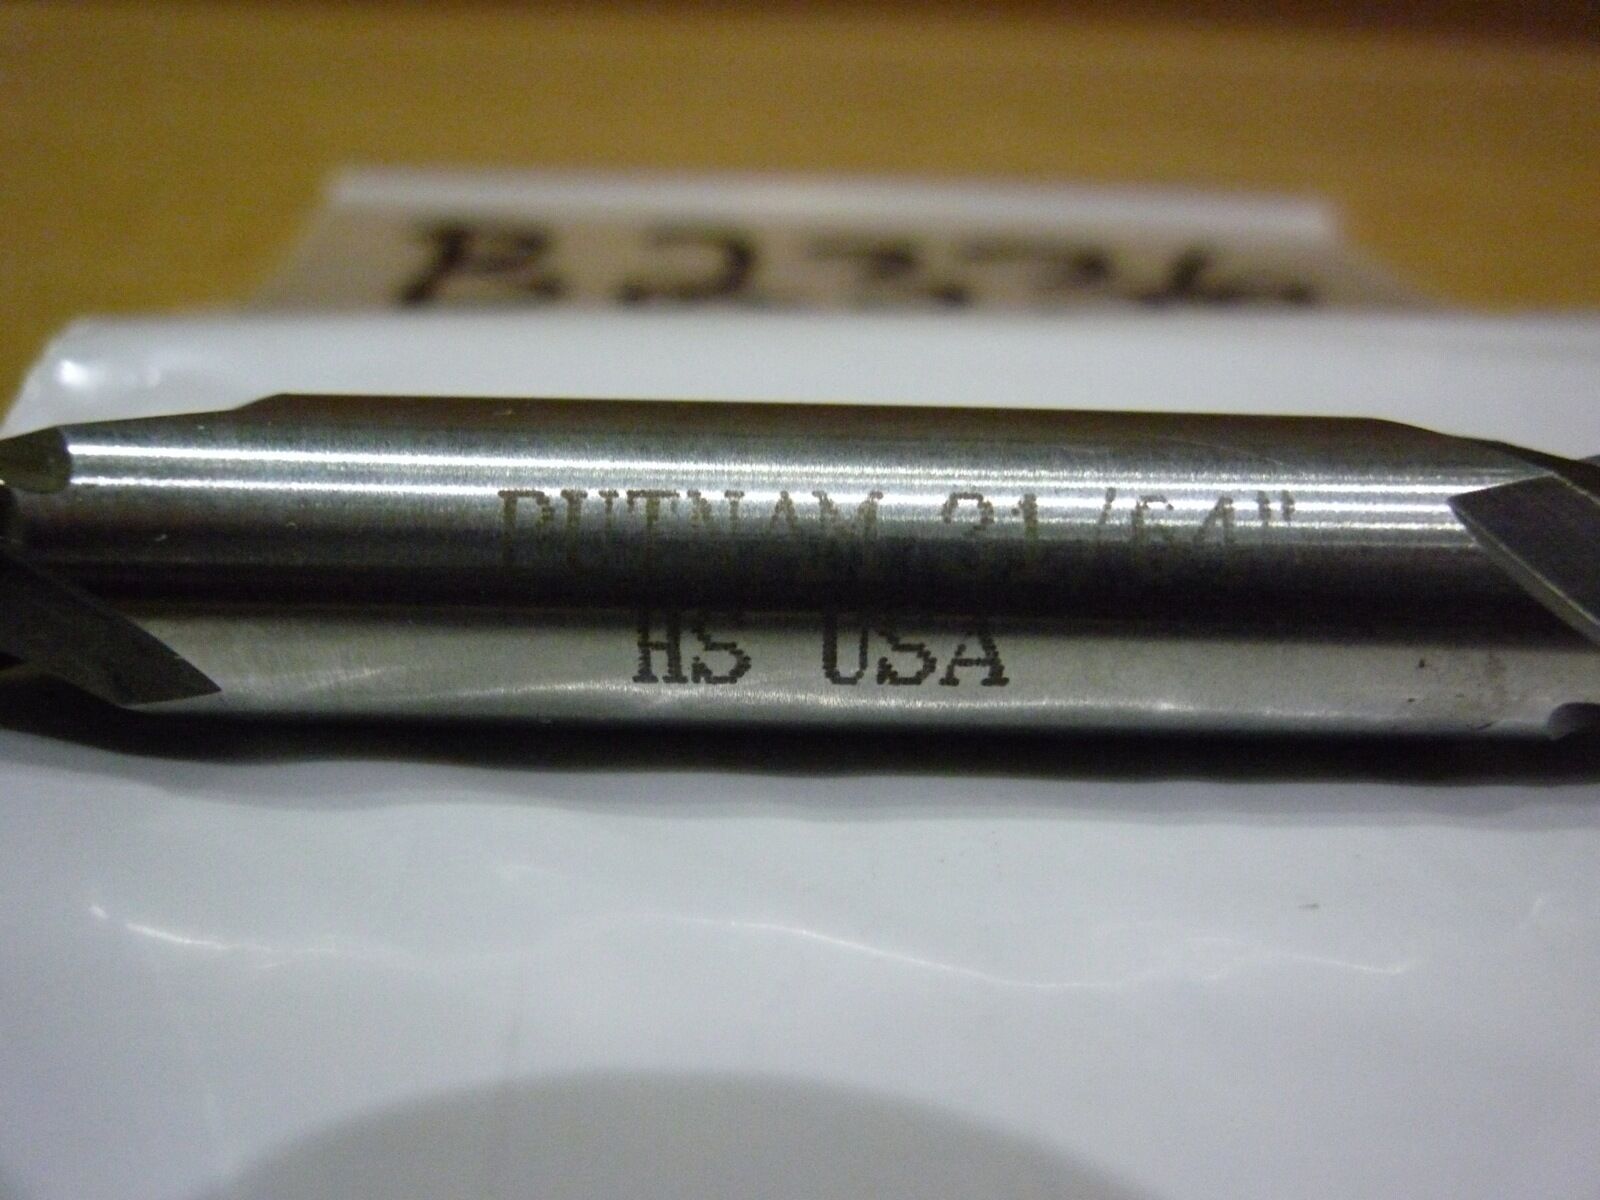 PUTNAM 21/64"
HS USA